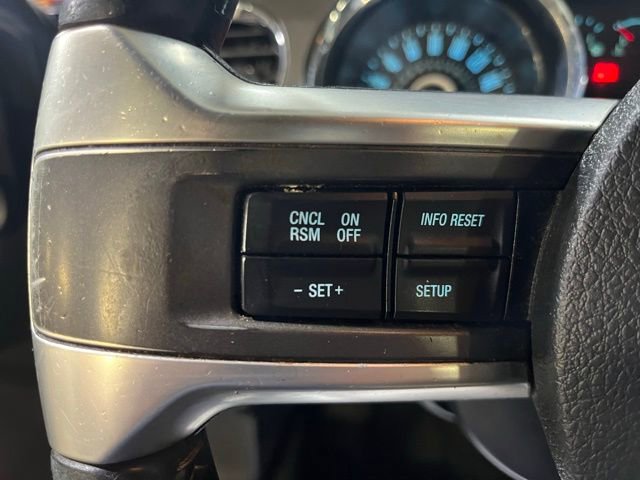 CNCL ON
RSM OFF
INFO RESET
- SET +
SETUP